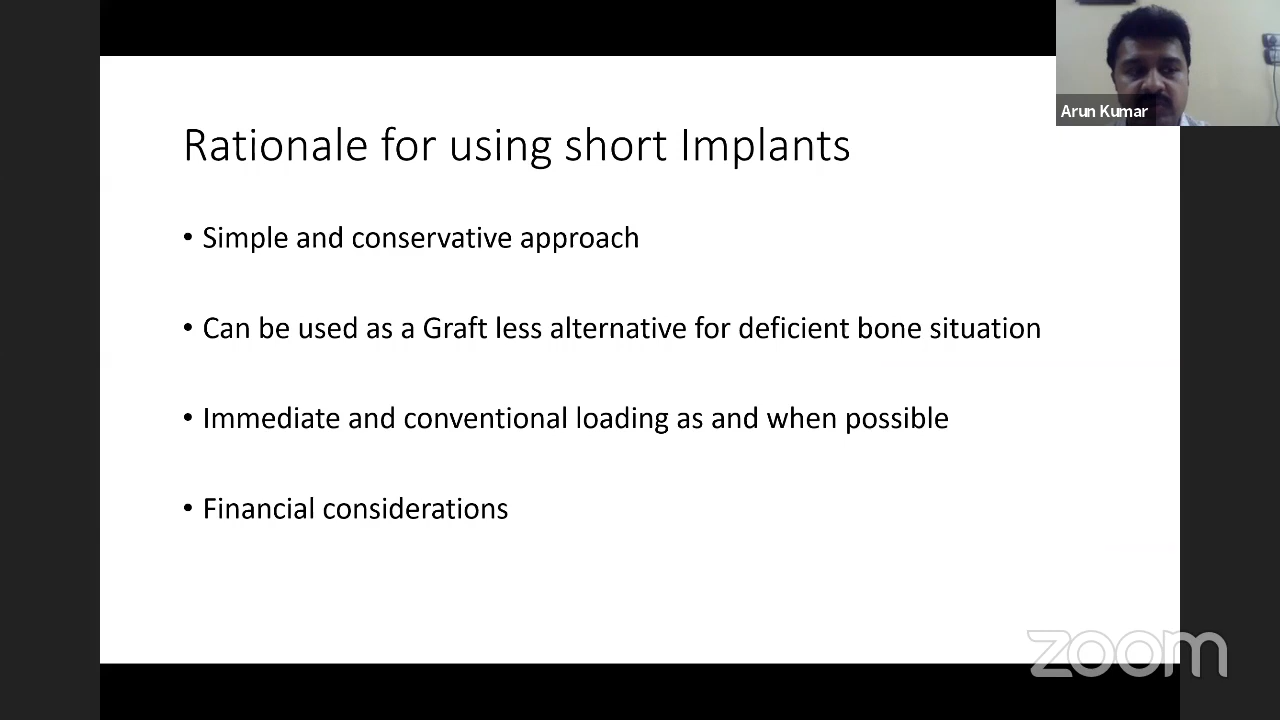 Arun Kumar
Rationale for using short Implants
• Simple and conservative approach
• Can be used as a Graft less alternative for deficient bone situation
• Immediate and conventional loading as and when possible
• Financial considerations
zoom